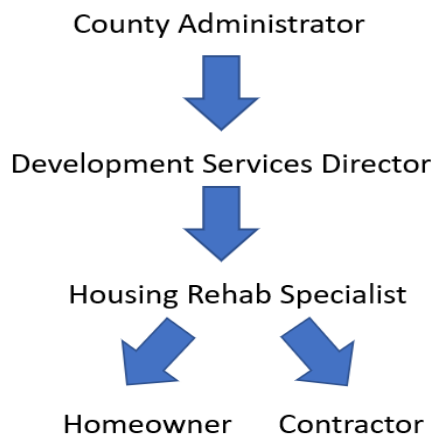 County Administrator
Development Services Director
Housing Rehab Specialist
Homeowner Contractor